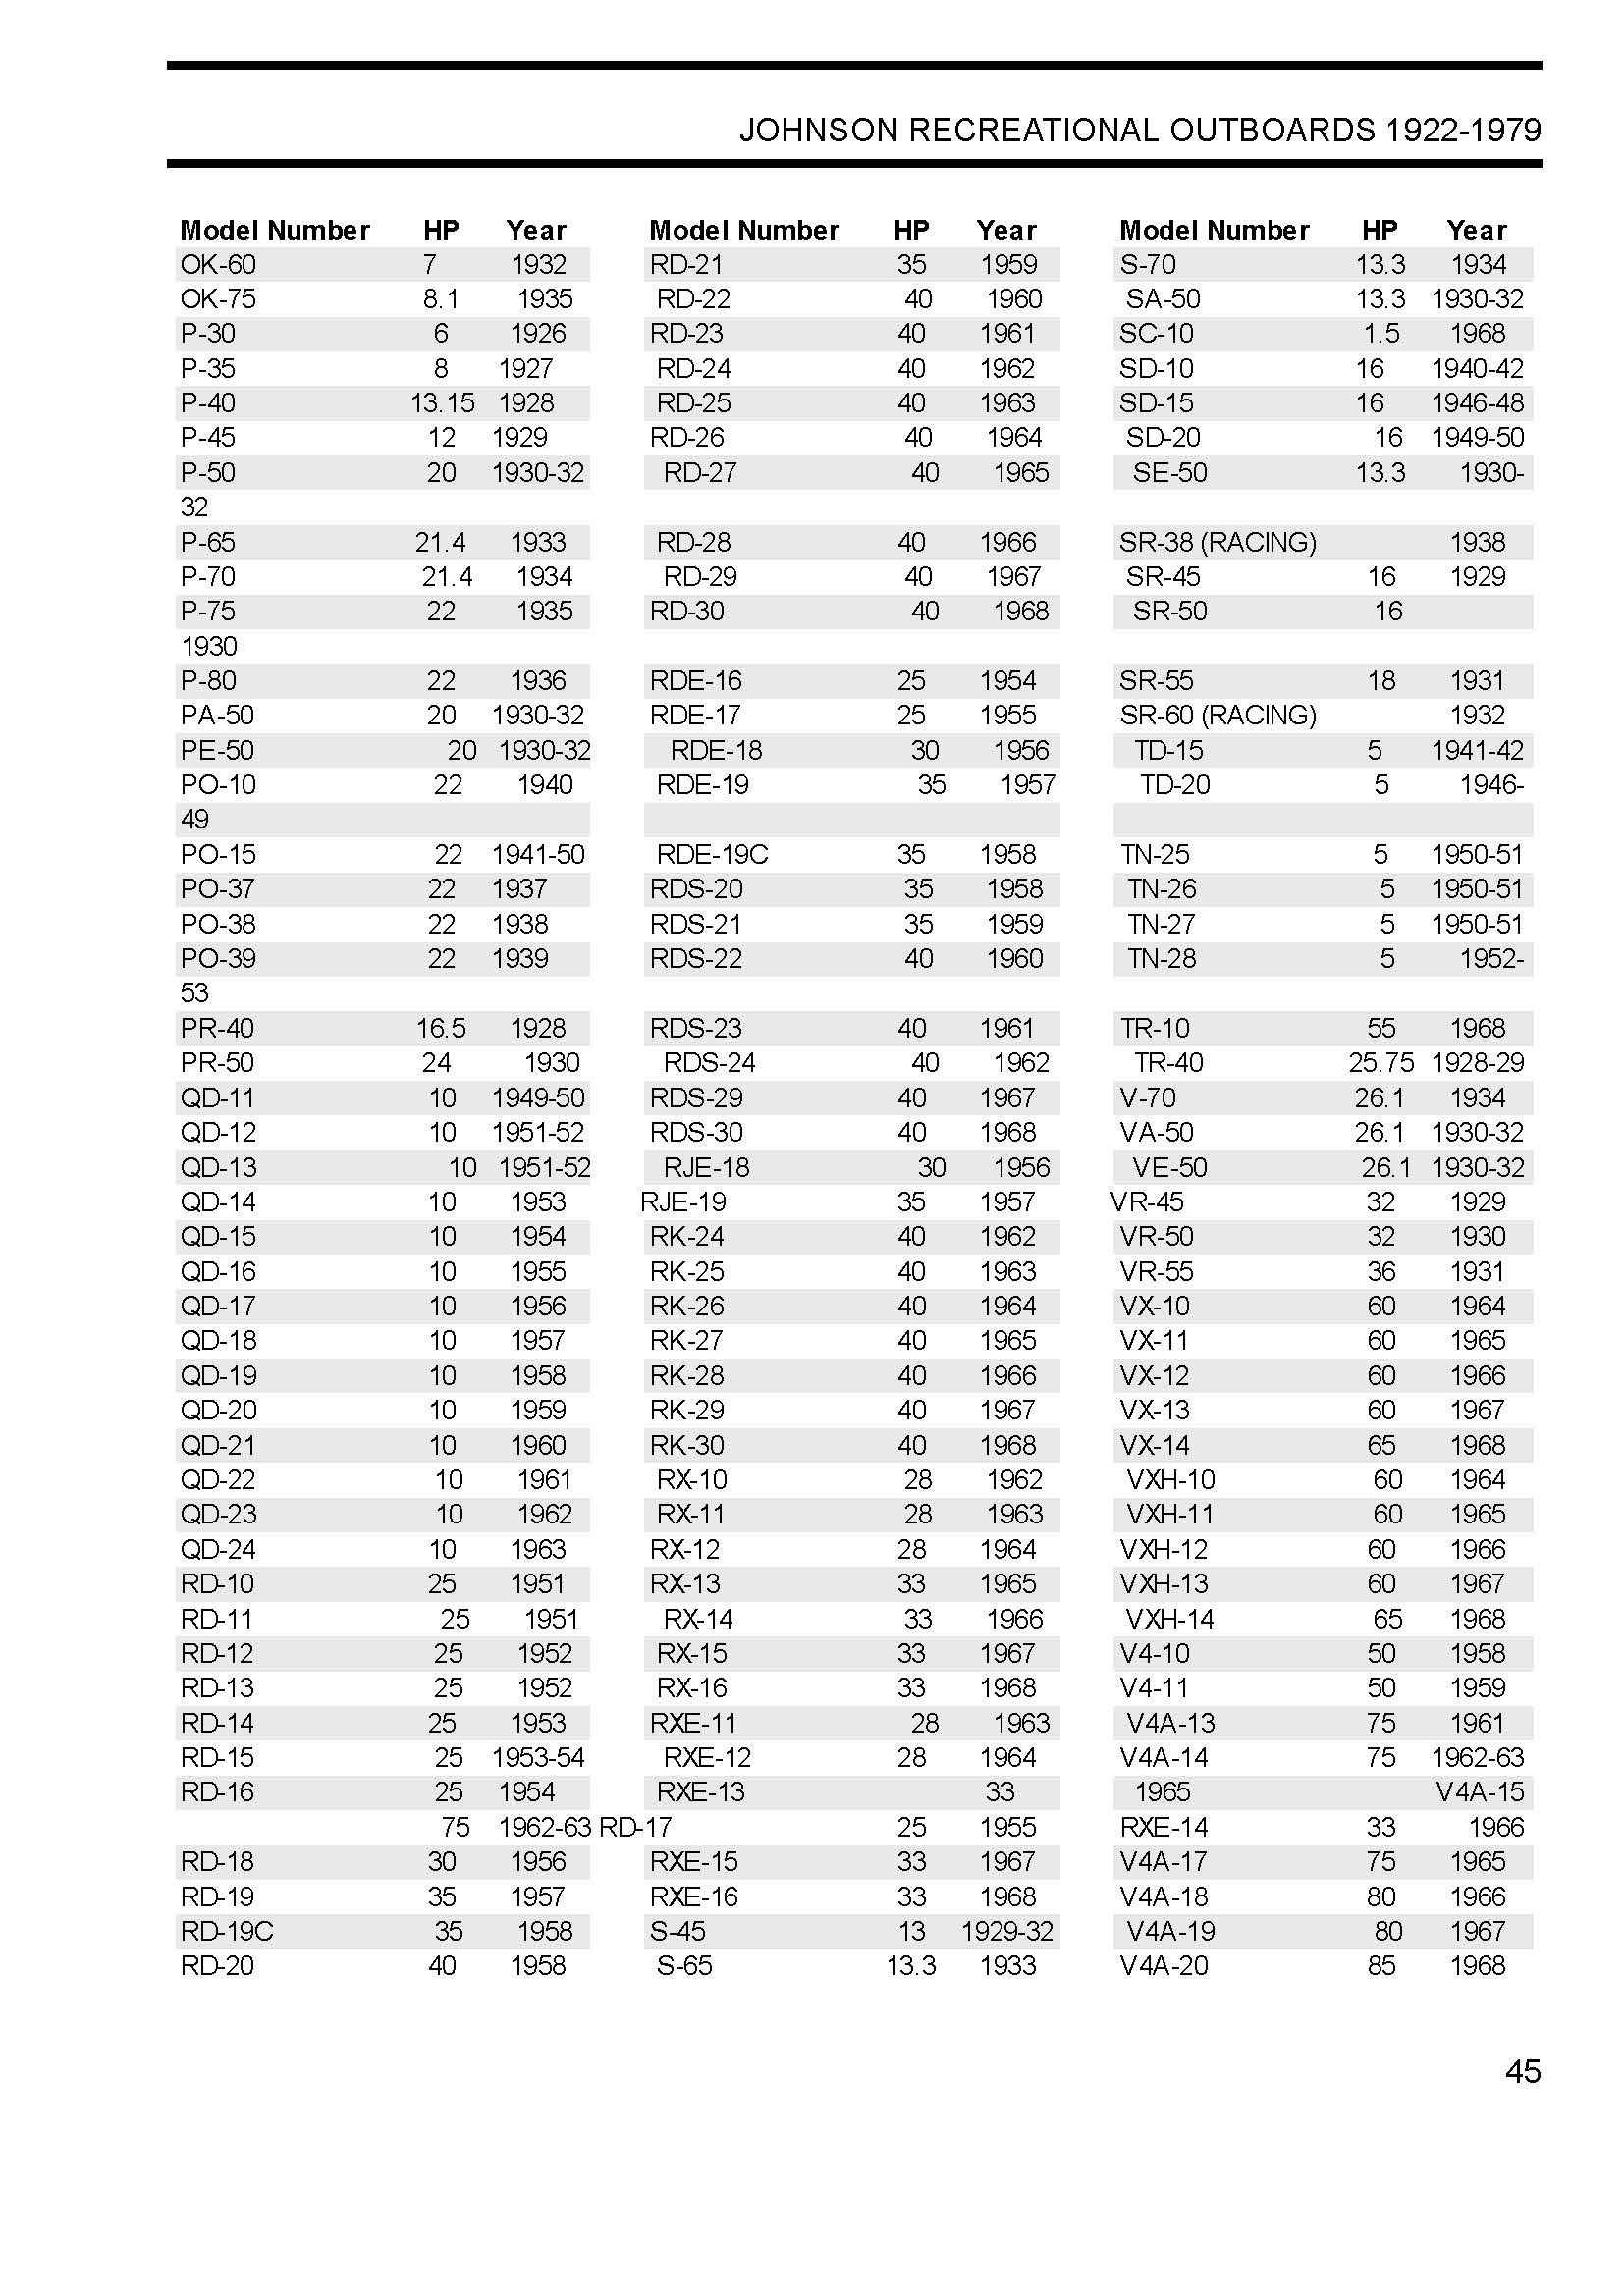 JOHNSON RECREATIONAL OUTBOARDS 1922-1979
Model Number HP Year Model Number HP Year Model Number HP Year
OK-60 7 1932 RD-21 35 1959 S-70 13.3 1934
OK-75 8.1 1935 RD-22 40 1960 SA-50 13.3 1930-32
P-30 6 1926 RD-23 40 1961 SC-10 1.5 1968
P-35 8 1927 RD-24 40 1962 SD-10 16 1940-42
P-40 13.15 1928 RD-25 40 1963 SD-15 16 1946-48
P-45 12 1929 RD-26 40 1964 SD-20 16 1949-50
P-50 20 1930-32 RD-27 40 1965 SE-50 13.3 1930-
32
P-65 21.4 1933 RD-28 40 1966 SR-38 (RACING) 1938
P-70 21.4 1934 RD-29 40 1967 SR-45 16 1929
P-75 22 1935 RD-30 40 1968 SR-50 16
1930
P-80 22 1936 RDE-16 25 1954 SR-55 18 1931
PA-50 20 1930-32 RDE-17 25 1955 SR-60 (RACING) 1932
PE-50 20 1930-32 RDE-18 30 1956 TD-15 5 1941-42
PO-10 22 1940 RDE-19 35 1957 TD-20 5 1946-
49
PO-15 22 1941-50 RDE-19C 35 1958 TN-25 5 1950-51
PO-37 22 1937 RDS-20 35 1958 TN-26 5 1950-51
PO-38 22 1938 RDS-21 35 1959 TN-27 5 1950-51
PO-39 22 1939 RDS-22 40 1960 TN-28 5 1952-
53
PR-40 16.5 1928 RDS-23 40 1961 TR-10 55 1968
PR-50 24 1930 RDS-24 40 1962 TR-40 25.75 1928-29
QD-11 10 1949-50 RDS-29 40 1967 V-70 26.1 1934
QD-12 10 1951-52 RDS-30 40 1968 VA-50 26.1 1930-32
QD-13 10 1951-52 RJE-18 30 1956 VE-50 26.1 1930-32
QD-14 10 1953 RJE-19 35 1957 VR-45 32 1929
QD-15 10 1954 RK-24 40 1962 VR-50 32 1930
QD-16 10 1955 RK-25 40 1963 VR-55 36 1931
QD-17 10 1956 RK-26 40 1964 VX-10 60 1964
QD-18 10 1957 RK-27 40 1965 VX-11 60 1965
QD-19 10 1958 RK-28 40 1966 VX-12 60 1966
QD-20 10 1959 RK-29 40 1967 VX-13 60 1967
QD-21 10 1960 RK-30 40 1968 VX-14 65 1968
QD-22 10 1961 RX-10 28 1962 VXH-10 60 1964
QD-23 10 1962 RX-11 28 1963 VXH-11 60 1965
QD-24 10 1963 RX-12 28 1964 VXH-12 60 1966
RD-10 25 1951 RX-13 33 1965 VXH-13 60 1967
RD-11 25 1951 RX-14 33 1966 VXH-14 65 1968
RD-12 25 1952 RX-15 33 1967 V4-10 50 1958
RD-13 25 1952 RX-16 33 1968 V4-11 50 1959
RD-14 25 1953 RXE-11 28 1963 V4A-13 75 1961
RD-15 25 1953-54 RXE-12 28 1964 V4A-14 75 1962-63
RD-16 25 1954 RXE-13 33 1965 V4A-15
75 1962-63 RD-17 25 1955 RXE-14 33 1966
RD-18 30 1956 RXE-15 33 1967 V4A-17 75 1965
RD-19 35 1957 RXE-16 33 1968 V4A-18 80 1966
RD-19C 35 1958 S-45 13 1929-32 V4A-19 80 1967
RD-20 40 1958 S-65 13.3 1933 V4A-20 85 1968
45